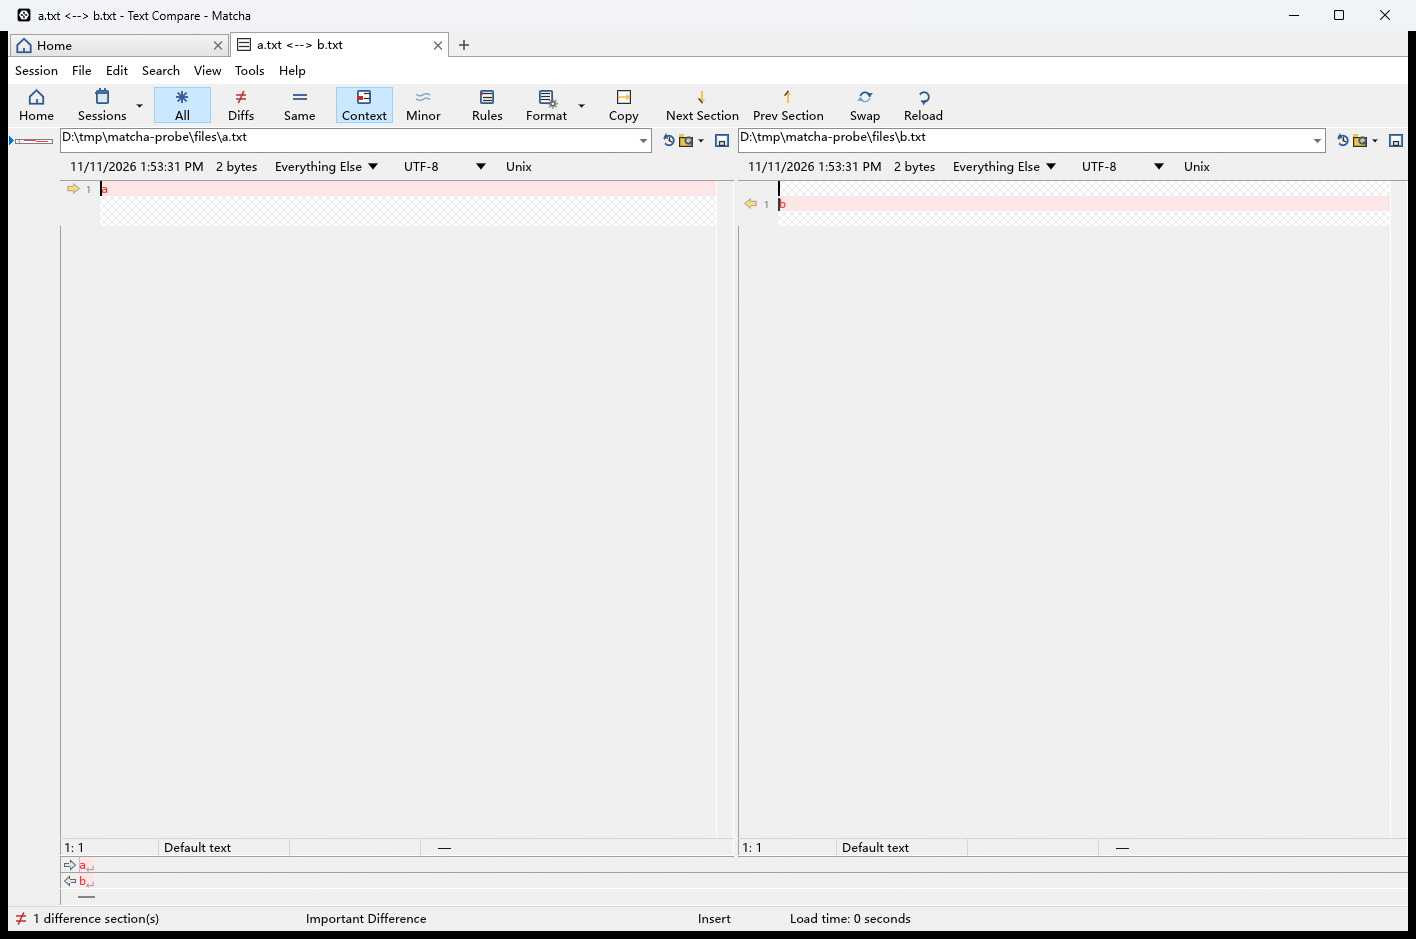 a.txt <--> b.txt - Text Compare - Matcha
Home
a.txt <--> b.txt
Session File Edit Search View Tools Help
Home Sessions All Diffs Same Context Minor Rules Format Copy Next Section Prev Section Swap Reload
D:\tmp\matcha-probe\files\a.txt
D:\tmp\matcha-probe\files\b.txt
11/11/2026 1:53:31 PM 2 bytes Everything Else UTF-8 Unix
11/11/2026 1:53:31 PM 2 bytes Everything Else UTF-8 Unix
1 a
1 b
1: 1 Default text
1: 1 Default text
a
b
1 difference section(s) Important Difference Insert Load time: 0 seconds